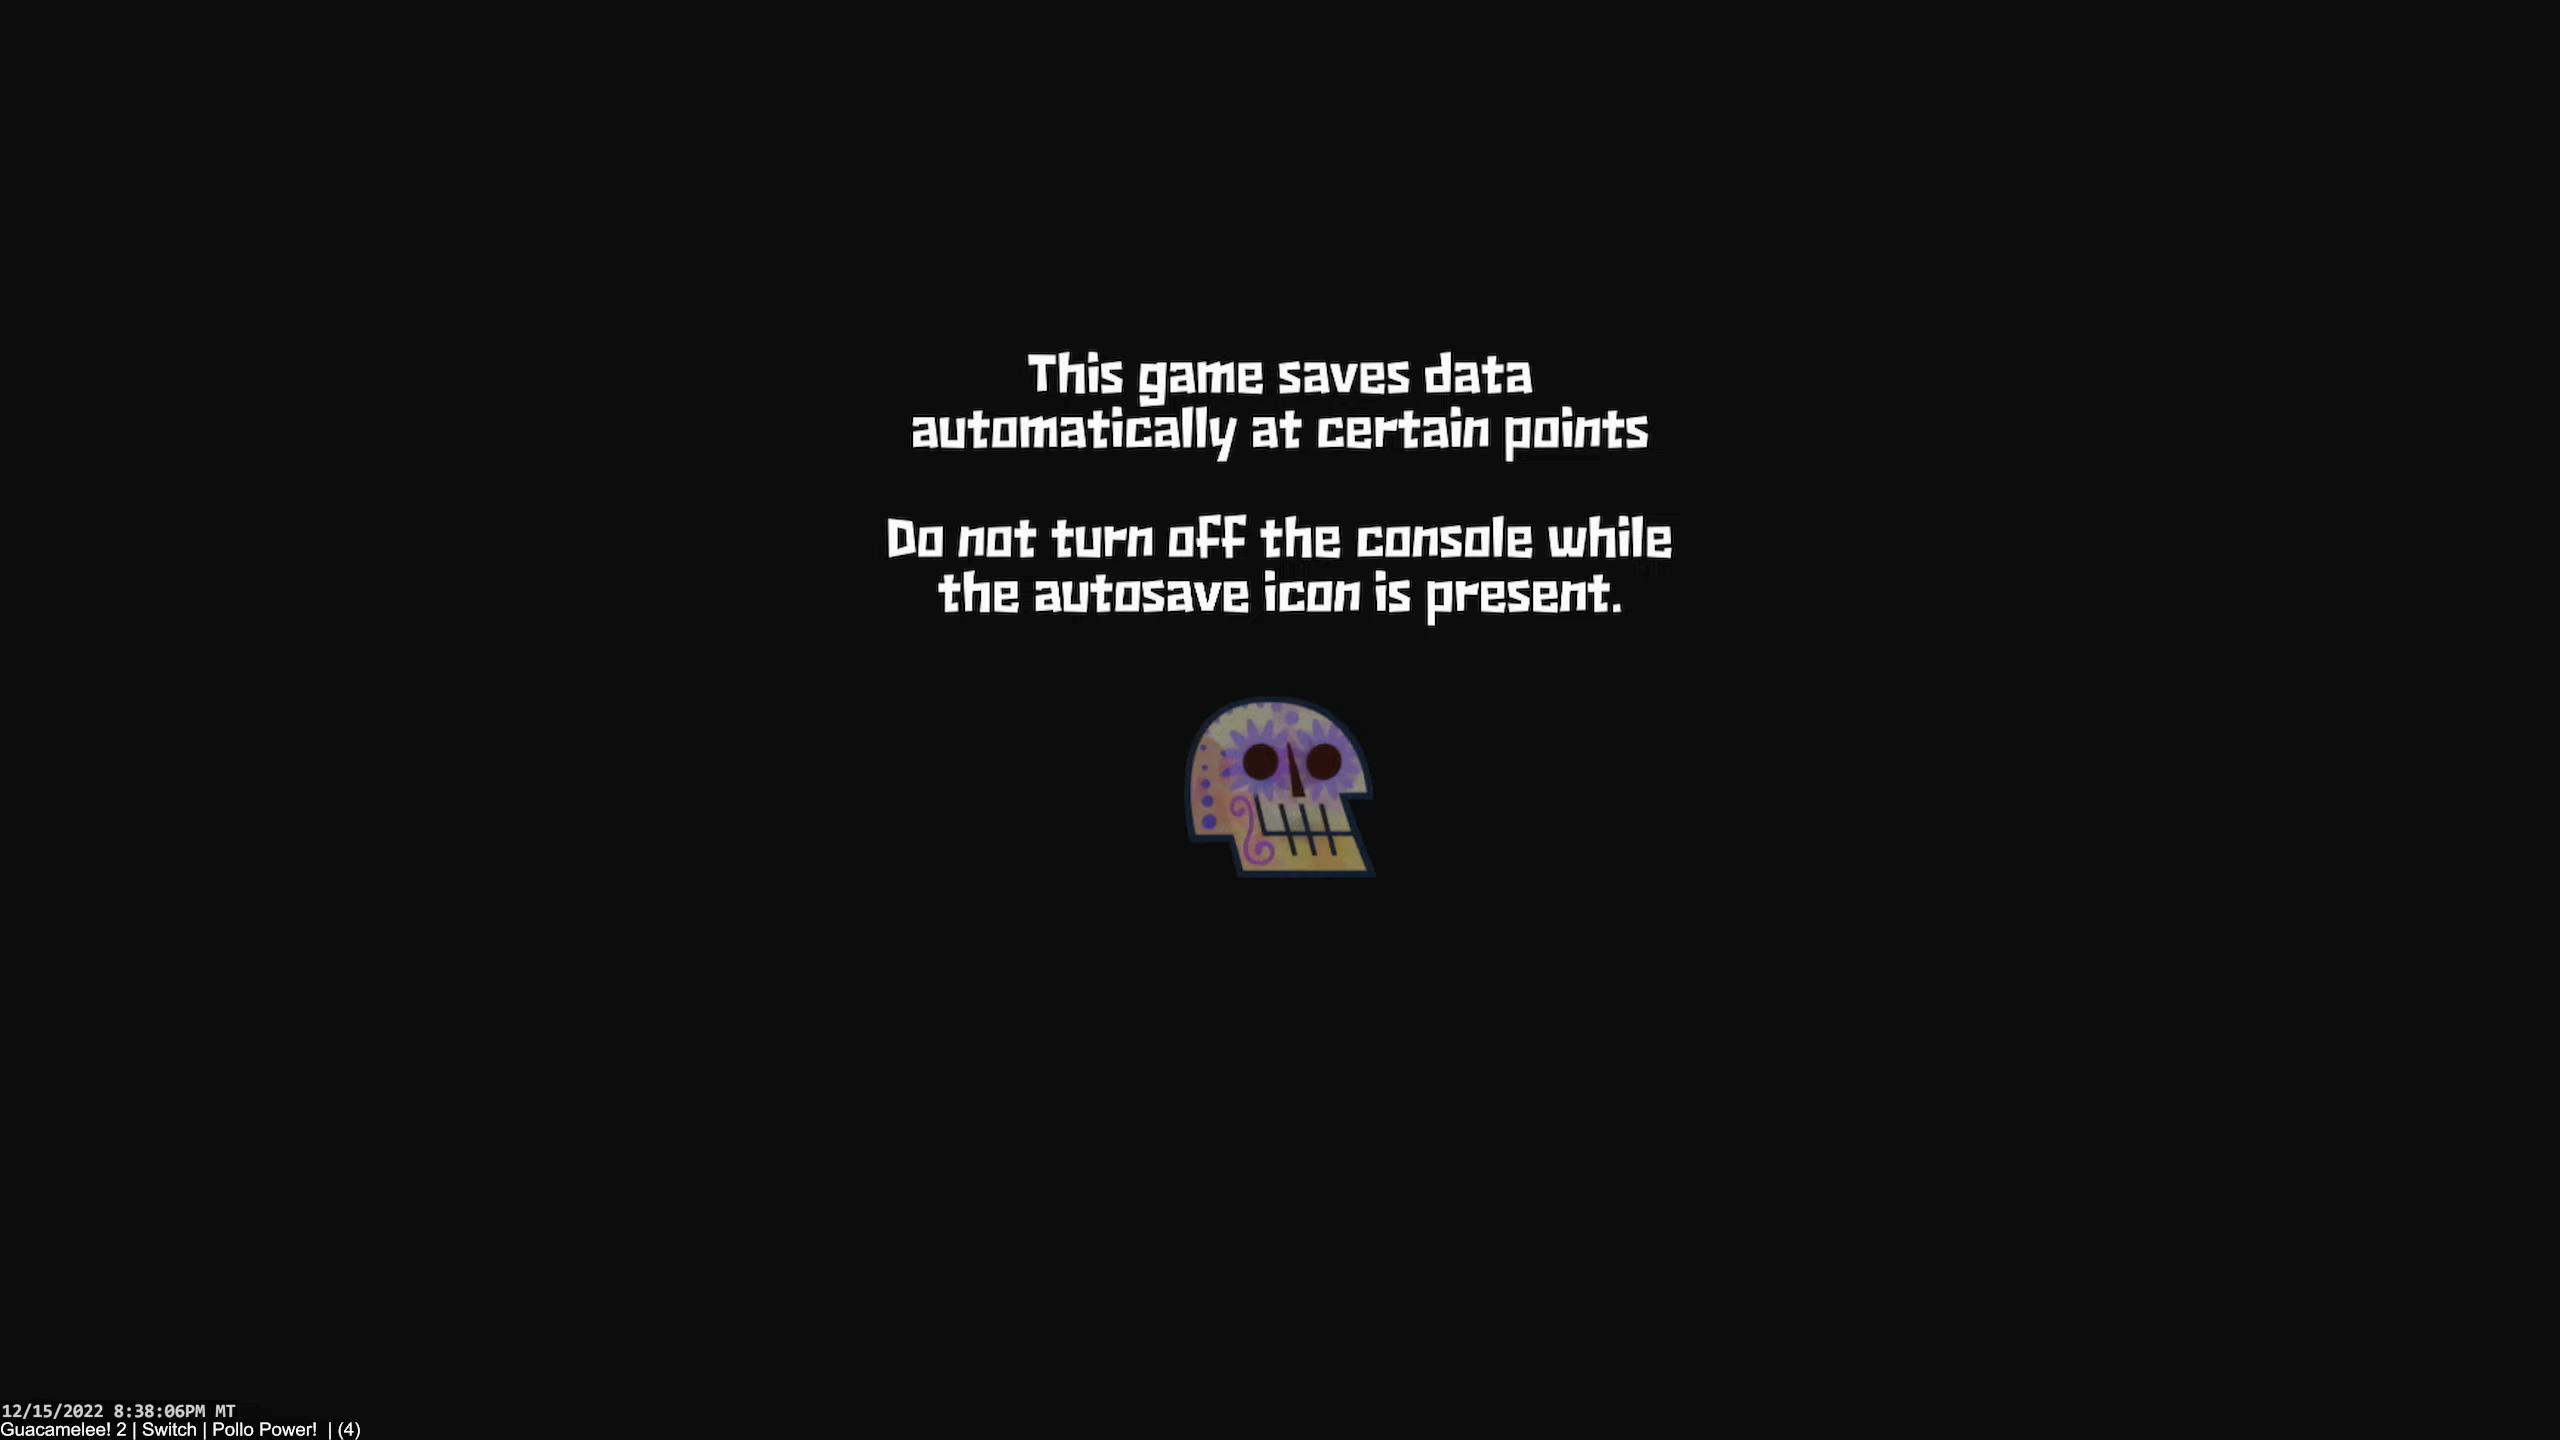 This game saves data
automatically at certain points
Do not turn off the console while
the autosave icon is present.
12/15/2022 8:38:06PM MT
Guacamelee! 2 | Switch | Pollo Power! | (4)